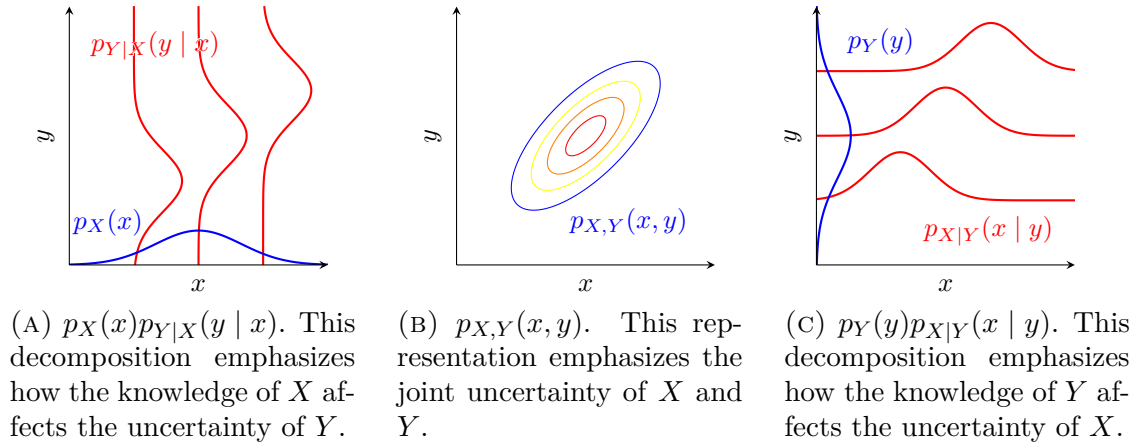 y
p_{Y|X}(y | x)
p_X(x)
x
(A) p_X(x)p_{Y|X}(y | x). This
decomposition emphasizes
how the knowledge of X af-
fects the uncertainty of Y.
y
p_{X,Y}(x, y)
x
(B) p_{X,Y}(x, y). This rep-
resentation emphasizes the
joint uncertainty of X and
Y.
y
p_Y(y)
p_{X|Y}(x | y)
x
(C) p_Y(y)p_{X|Y}(x | y). This
decomposition emphasizes
how the knowledge of Y af-
fects the uncertainty of X.